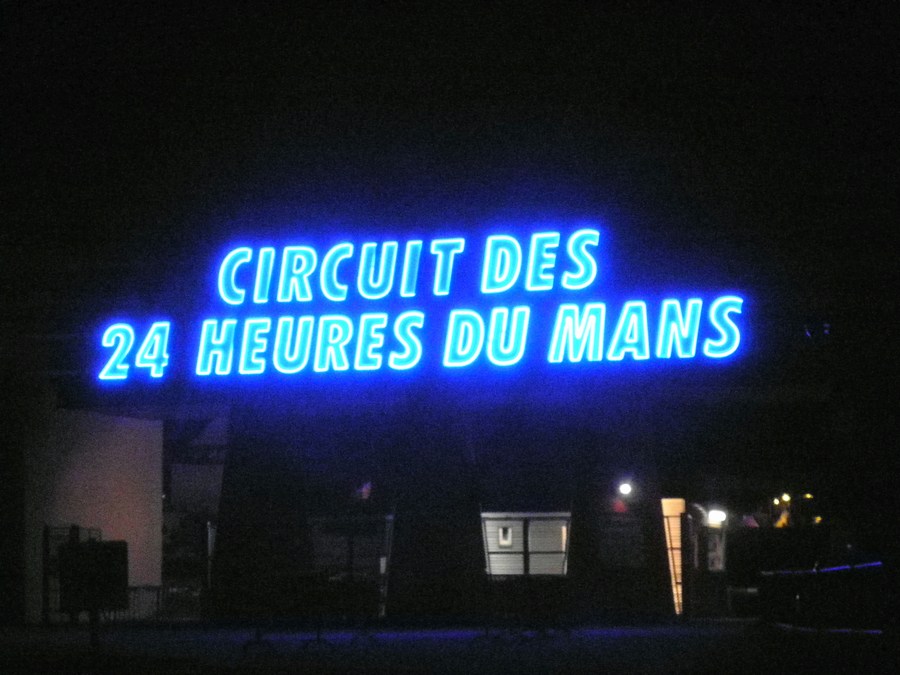 CIRCUIT DES
24 HEURES DU MANS